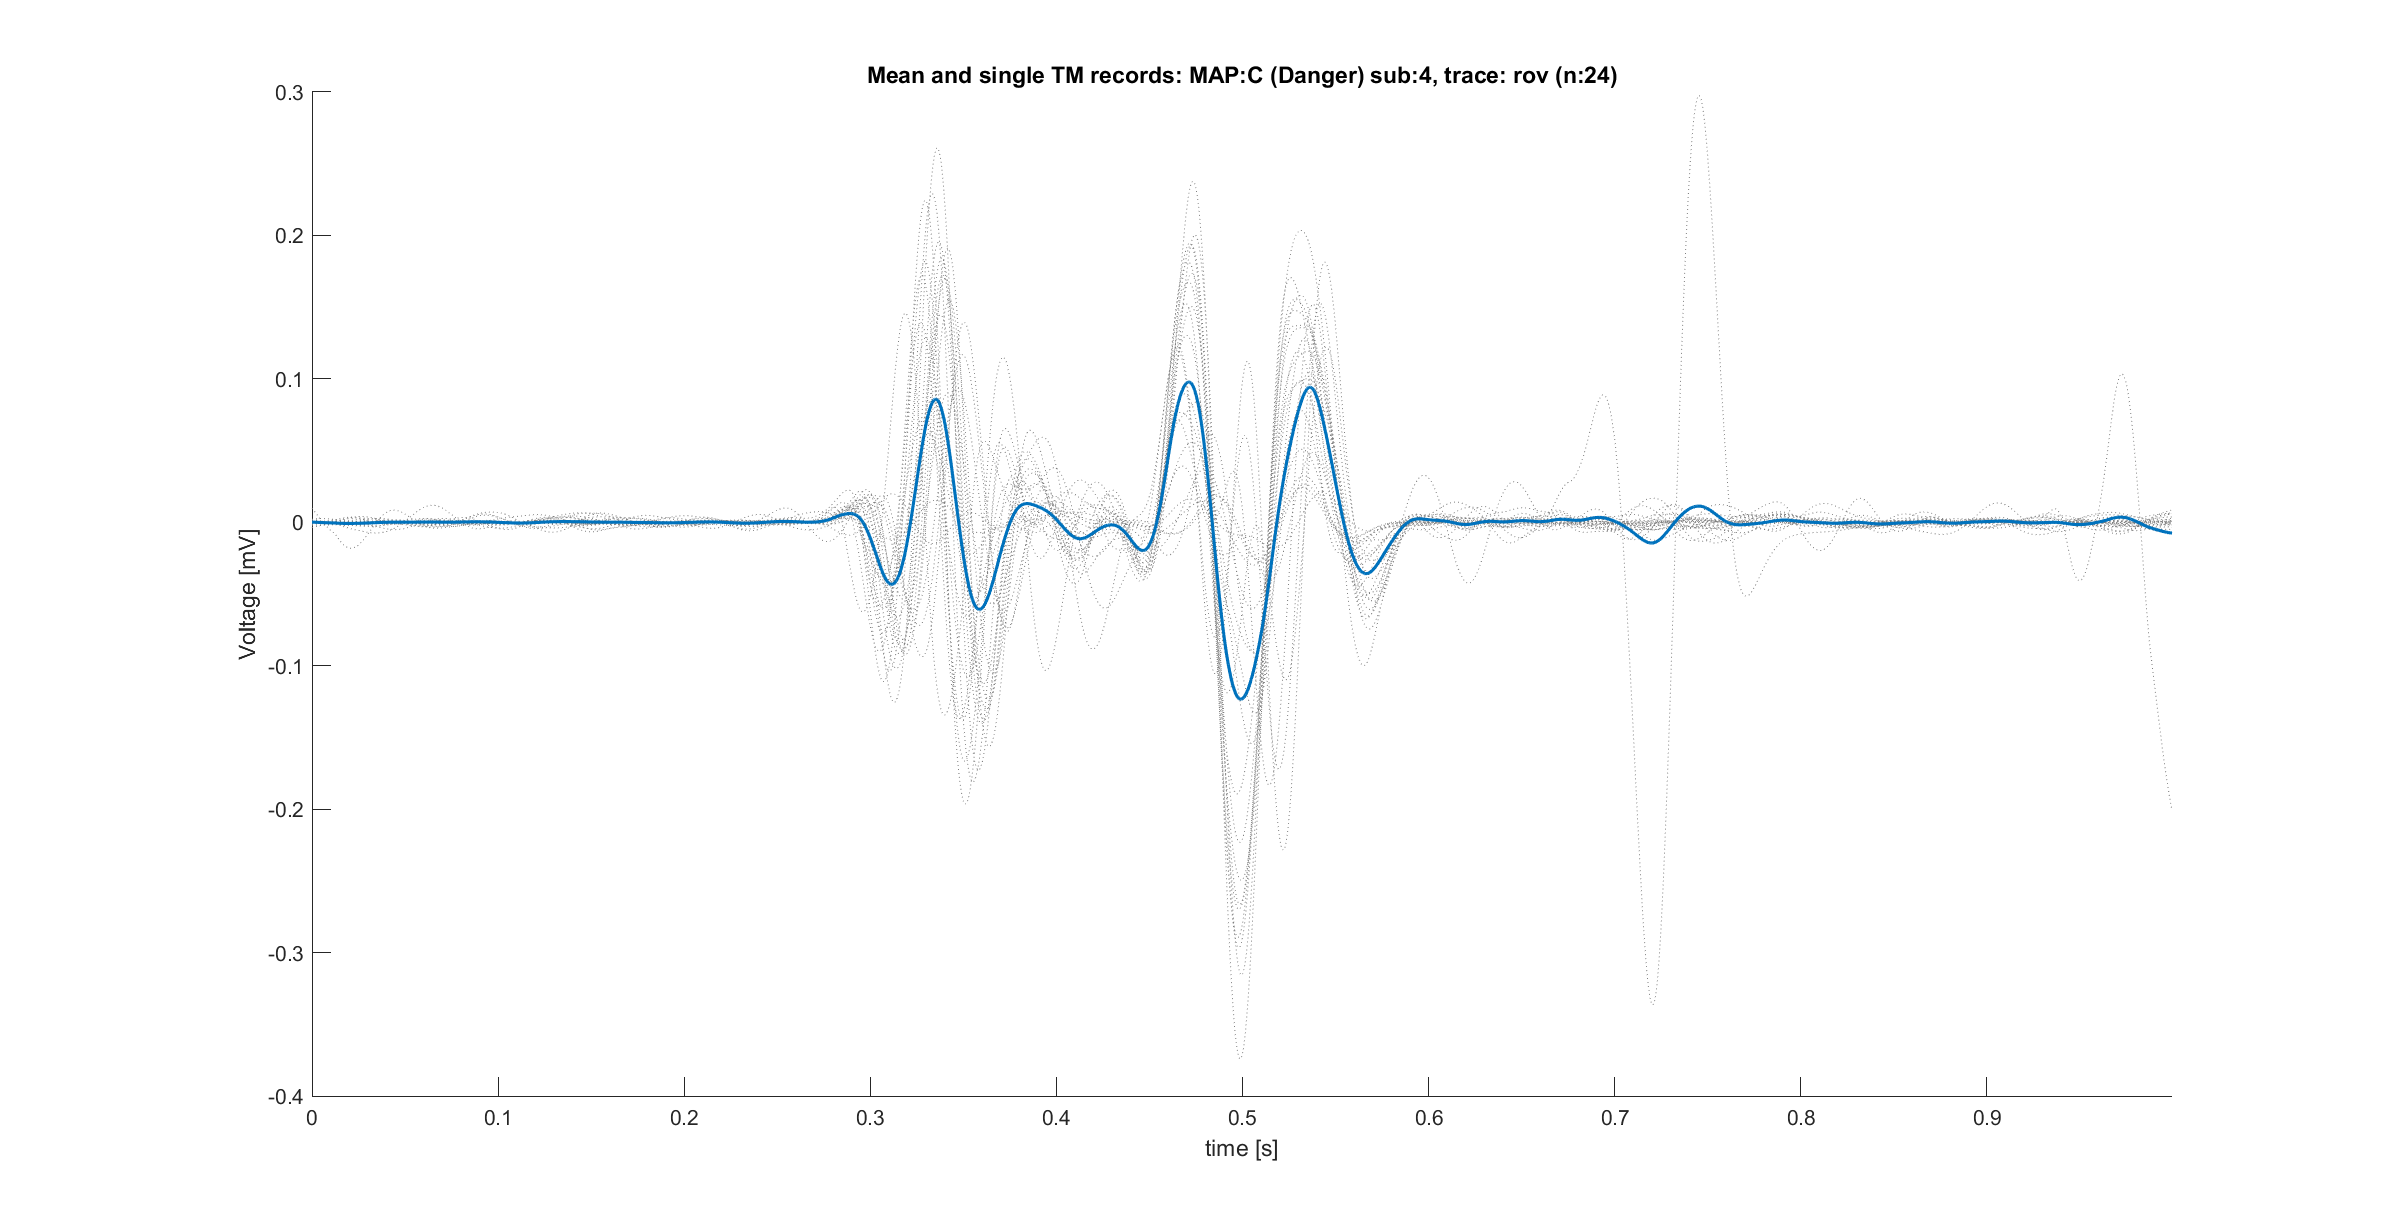 Mean and single TM records: MAP:C (Danger) sub:4, trace: rov (n:24)
0.3
0.2
0.1
0
-0.1
-0.2
-0.3
-0.4
Voltage [mV]
0 0.1 0.2 0.3 0.4 0.5 0.6 0.7 0.8 0.9
time [s]